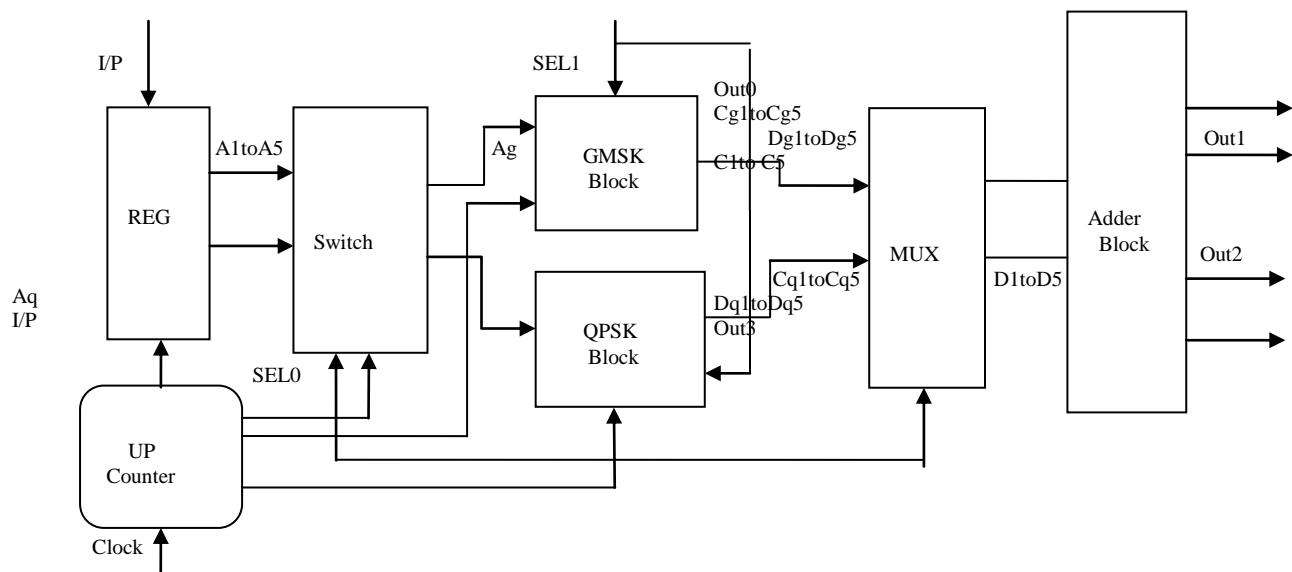 I/P
SEL1
Out0
Cg1toCg5
Dg1toDg5
A1toA5
Ag
GMSK
Block
C1to C5
Out1
REG
Switch
Adder
Block
MUX
Out2
Aq
I/P
Cq1toCq5
D1toD5
Dq1toDq5
Out3
QPSK
Block
SEL0
UP
Counter
Clock